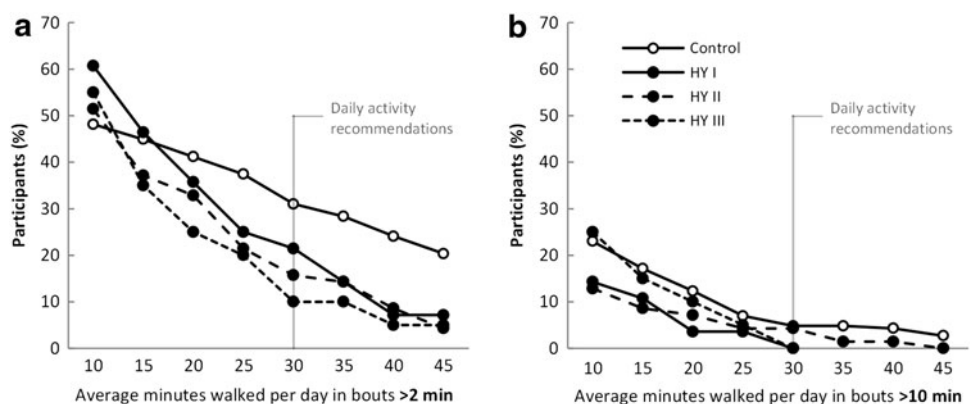 a
70
60
50
40
30
20
10
0
Participants (%)
Daily activity
recommendations
10 15 20 25 30 35 40 45
Average minutes walked per day in bouts >2 min
b
70
60
50
40
30
20
10
0
Participants (%)
Control
HY I
HY II
HY III
Daily activity
recommendations
10 15 20 25 30 35 40 45
Average minutes walked per day in bouts >10 min